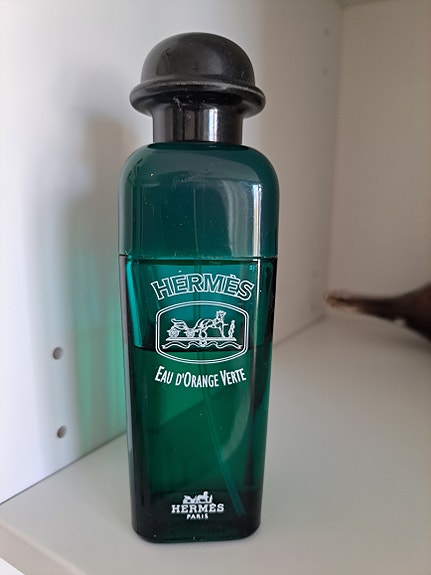 HERMÈS
EAU D'ORANGE VERTE
HERMÈS
PARIS